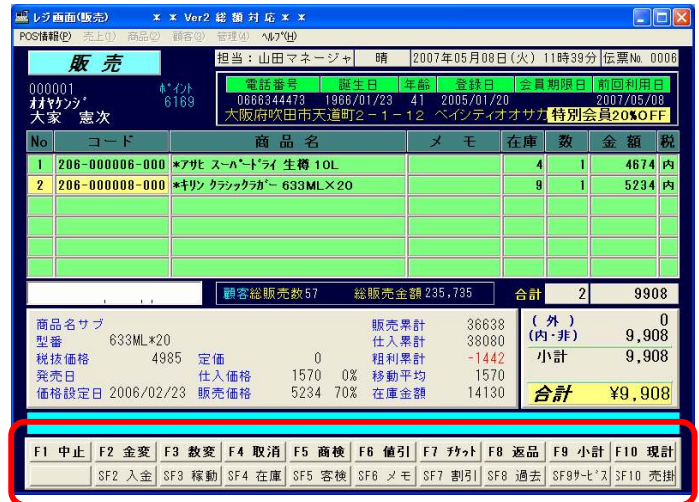 レジ画面(販売) ＊ ＊ Ver2 総額対応 ＊ ＊
POS情報(P) 売上(1) 商品(2) 顧客(3) 管理(4) ﾍﾙﾌﾟ(H)
販売 担当：山田マネージャ 晴 2007年05月08日(火) 11時39分 伝票No. 0006
電話番号 誕生日 年齢 登録日 会員期限日 前回利用日
000001 ﾎﾟｲﾝﾄ 0666344473 1966/01/23 41 2005/01/20 2007/05/08
ｵｵﾔｹﾝｼﾞ 6169
大家 憲次 大阪府吹田市天道町2－1－12 ベイシティオオサカ 特別会員20%OFF
No コード 商品名 メモ 在庫 数 金額 税
1 206-000006-000 *ｱｻﾋ ｽｰﾊﾟｰﾄﾞﾗｲ 生樽 10L 4 1 4674 内
2 206-000008-000 *ｷﾘﾝ ｸﾗｼｯｸﾗｶﾞｰ 633ML×20 9 1 5234 内
, , , 顧客総販売数57 総販売金額235,735 合計 2 9908
商品名サブ 販売累計 36638 (外) 0
型番 633ML*20 仕入累計 38080 (内・非) 9,908
税抜価格 4985 定価 0 粗利累計 -1442 小計 9,908
発売日 仕入価格 1570 0% 移動平均 1570
価格設定日 2006/02/23 販売価格 5234 70% 在庫金額 14130 合計 ¥9,908
F1 中止 F2 金変 F3 数変 F4 取消 F5 商検 F6 値引 F7 ﾁｹｯﾄ F8 返品 F9 小計 F10 現計
SF2 入金 SF3 稼動 SF4 在庫 SF5 客検 SF6 メモ SF7 割引 SF8 過去 SF9ｻｰﾋﾞｽ SF10 売掛